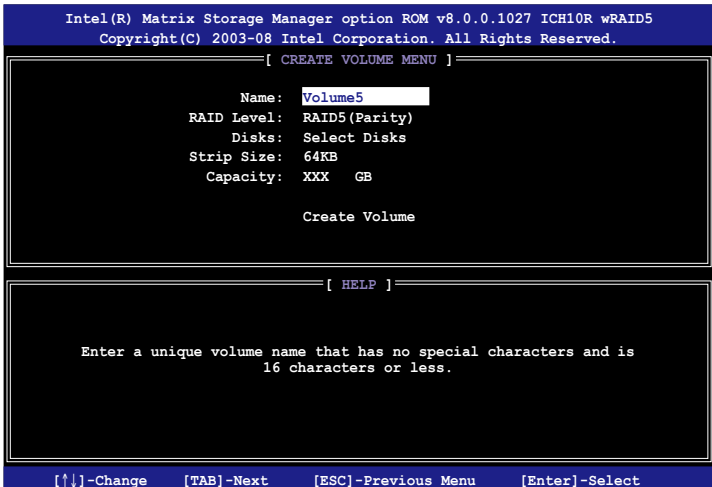 Intel(R) Matrix Storage Manager option ROM v8.0.0.1027 ICH10R wRAID5
Copyright(C) 2003-08 Intel Corporation. All Rights Reserved.
[ CREATE VOLUME MENU ]
Name: Volume5
RAID Level: RAID5(Parity)
Disks: Select Disks
Strip Size: 64KB
Capacity: XXX GB
Create Volume
[ HELP ]
Enter a unique volume name that has no special characters and is
16 characters or less.
[↑↓]-Change [TAB]-Next [ESC]-Previous Menu [Enter]-Select